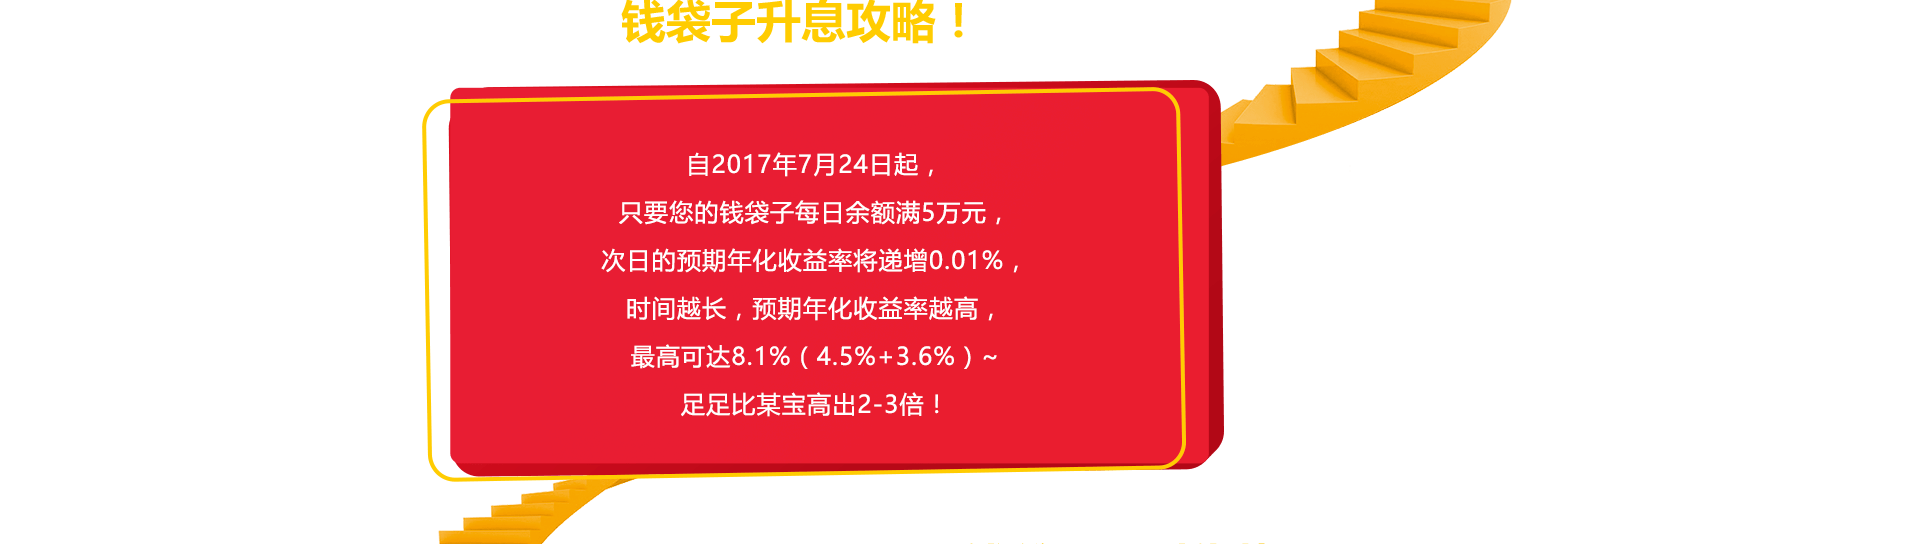 钱袋子升息攻略！
自2017年7月24日起，
只要您的钱袋子每日余额满5万元，
次日的预期年化收益率将递增0.01%，
时间越长，预期年化收益率越高，
最高可达8.1%（4.5%+3.6%）~
足足比某宝高出2-3倍！